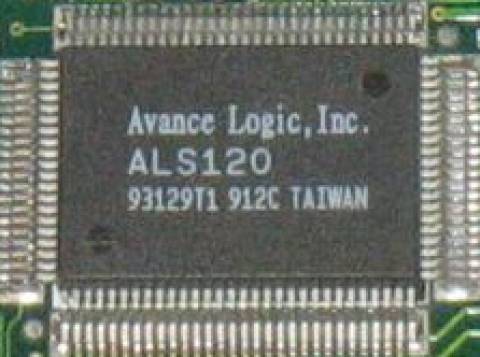 Avance Logic, Inc.
ALS120
93129T1 912C TAIWAN